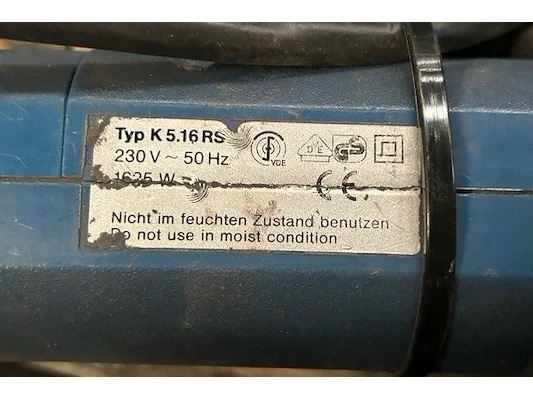 Typ K 5.16 RS
230 V ~ 50 Hz
1625 W
VDE
D E
GS
CE
Nicht im feuchten Zustand benutzen
Do not use in moist condition